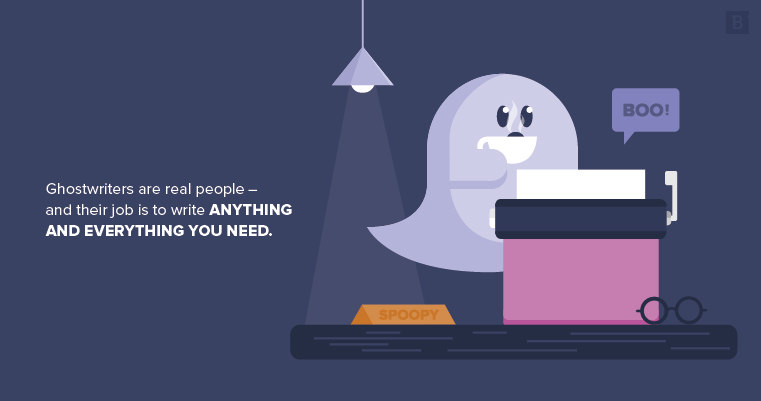 B
BOO!
Ghostwriters are real people –
and their job is to write ANYTHING
AND EVERYTHING YOU NEED.
SPOOPY